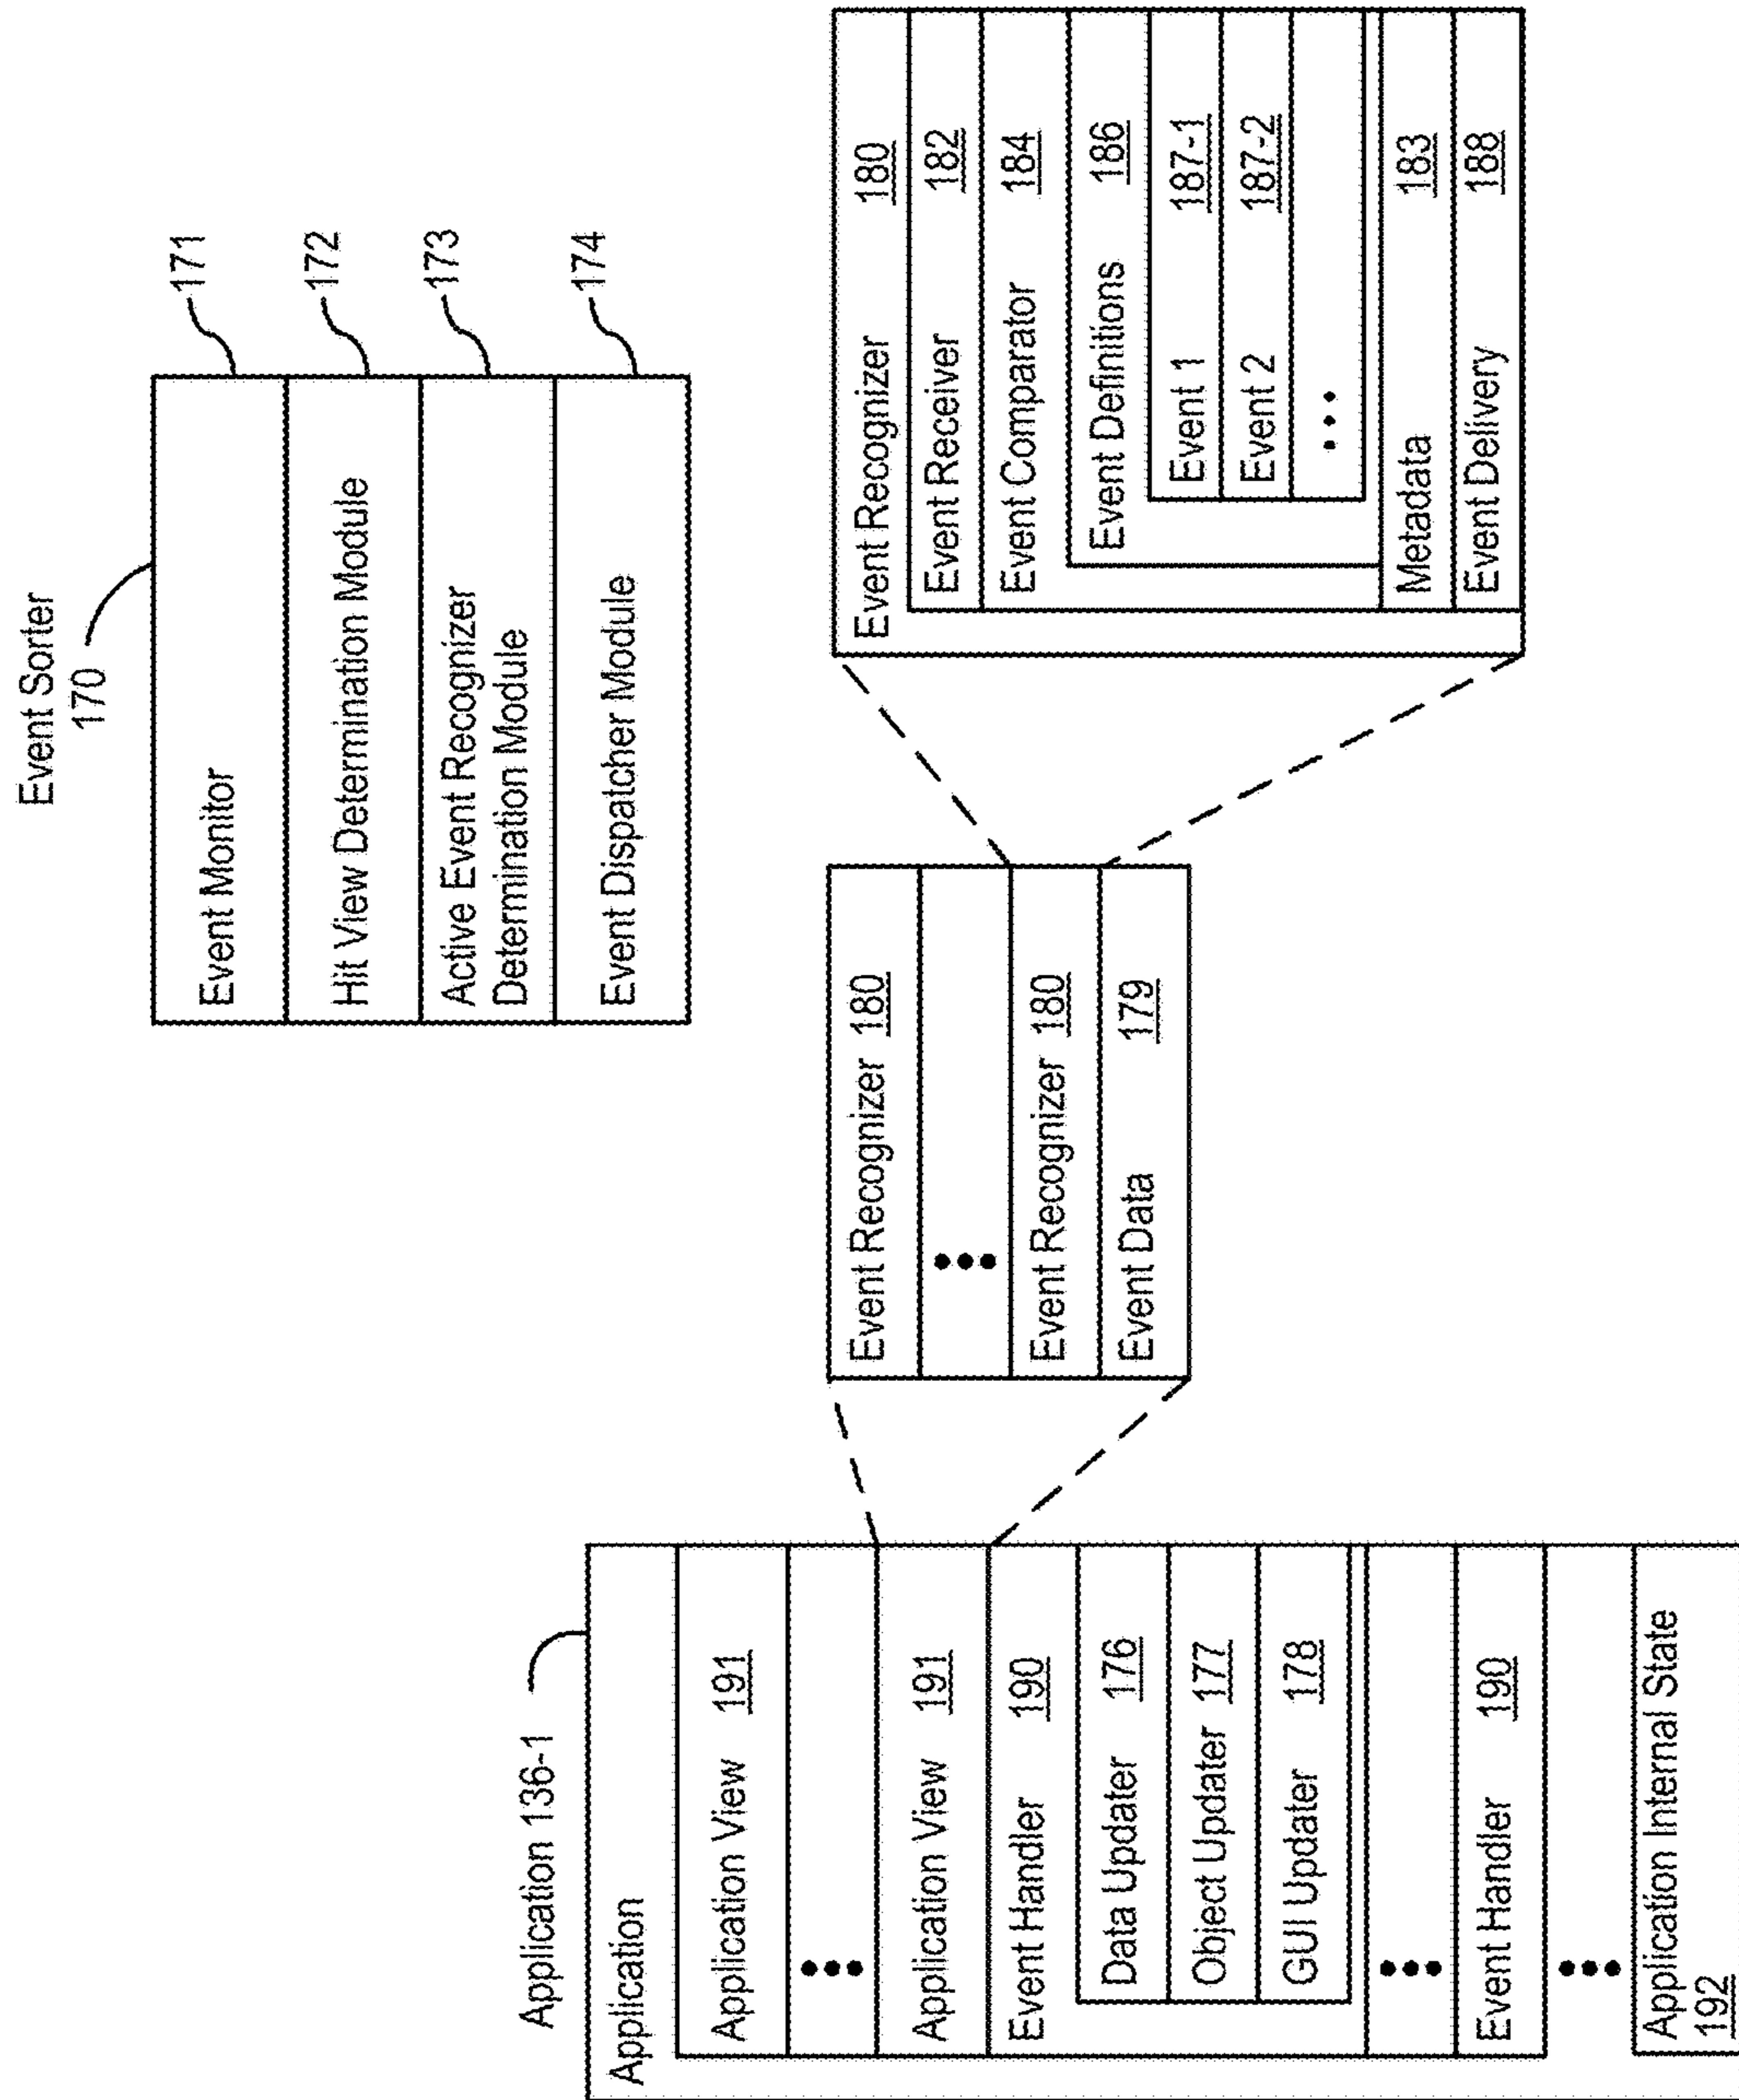 Event Sorter
170
Event Monitor
171
Hit View Determination Module
172
Active Event Recognizer
Determination Module
173
Event Dispatcher Module
174
Application 136-1
Application
Application View 191
•••
Application View 191
Event Handler 190
Data Updater 176
Object Updater 177
GUI Updater 178
•••
Event Handler 190
•••
Application Internal State
192
Event Recognizer 180
•••
Event Recognizer 180
Event Data 179
Event Recognizer 180
Event Receiver 182
Event Comparator 184
Event Definitions 186
Event 1 187-1
Event 2 187-2
•••
Metadata 183
Event Delivery 188